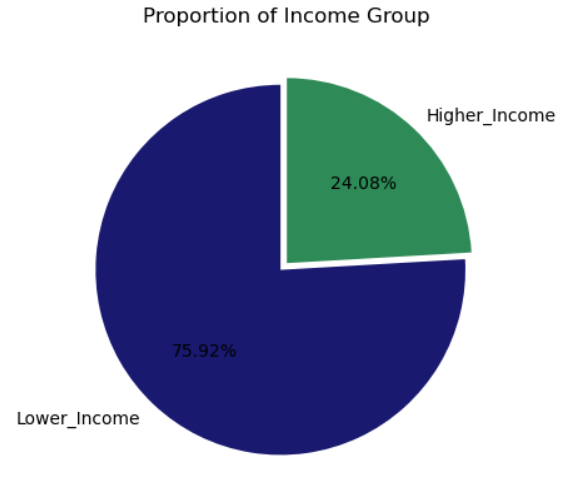 Proportion of Income Group
Higher_Income
24.08%
75.92%
Lower_Income